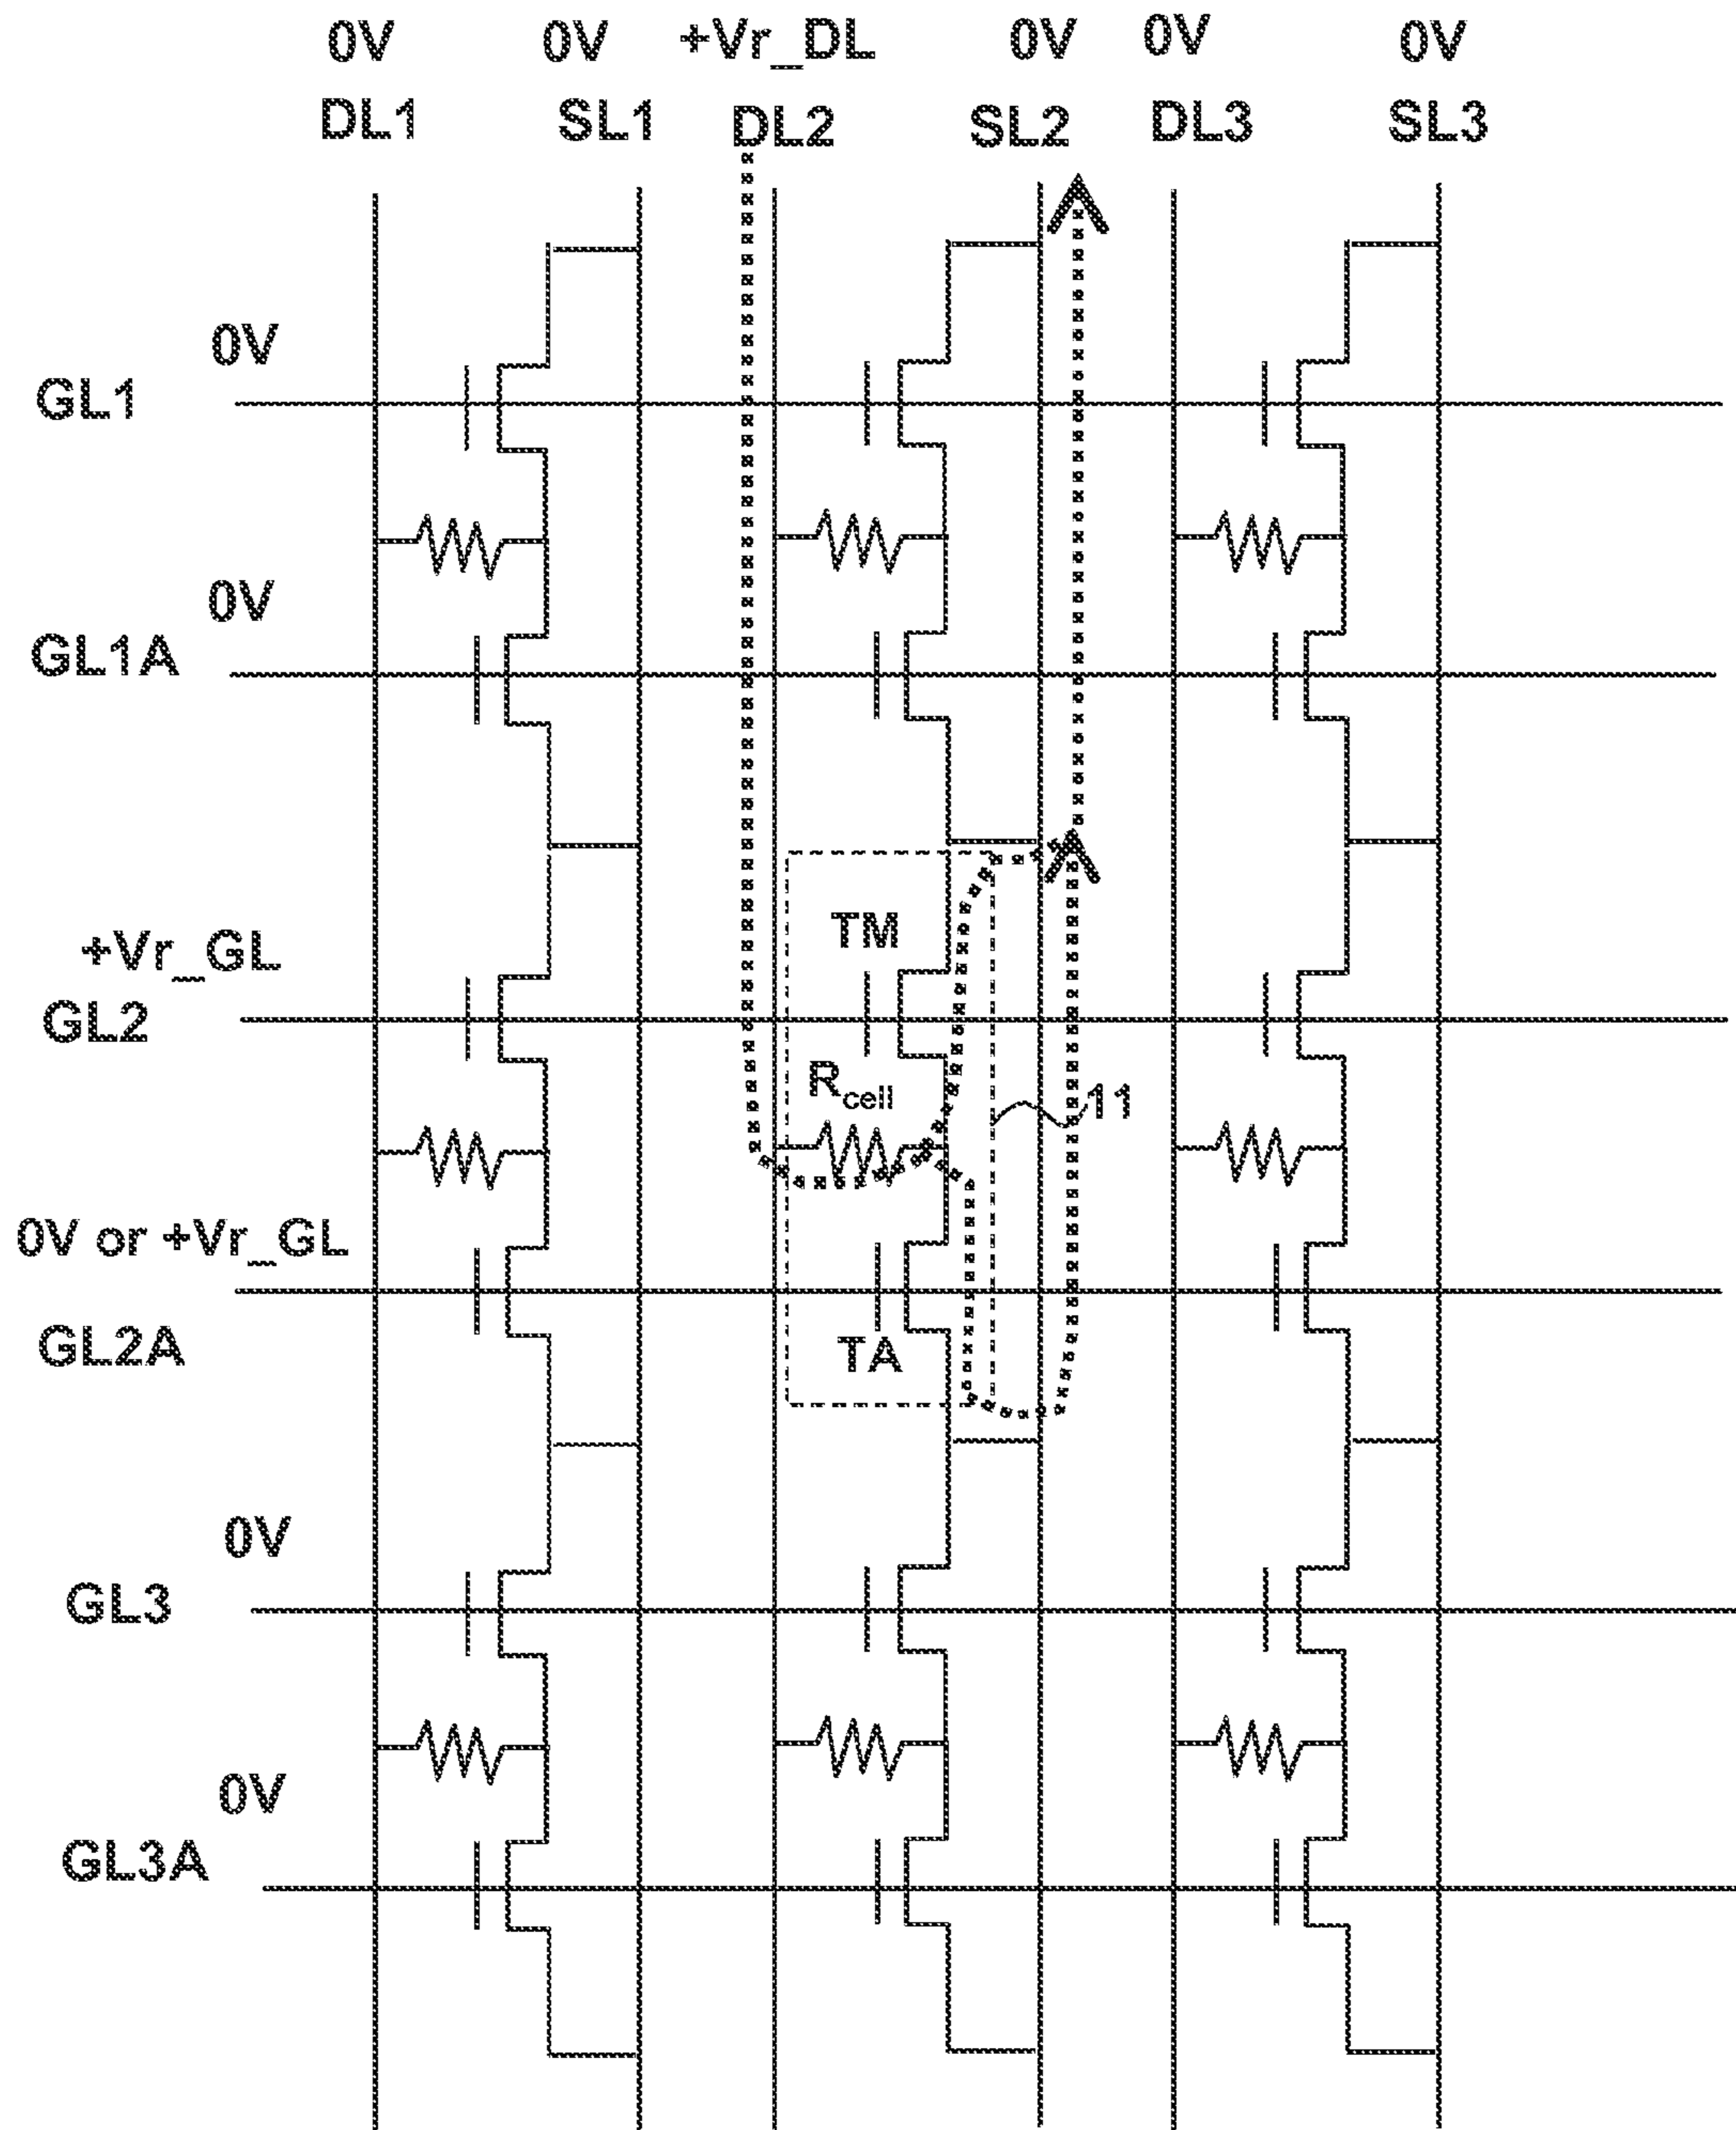 0V 0V +Vr_DL 0V 0V 0V
DL1 SL1 DL2 SL2 DL3 SL3
0V
GL1
0V
GL1A
TM
+Vr_GL
GL2
Rcell
11
0V or +Vr_GL
GL2A
TA
0V
GL3
0V
GL3A